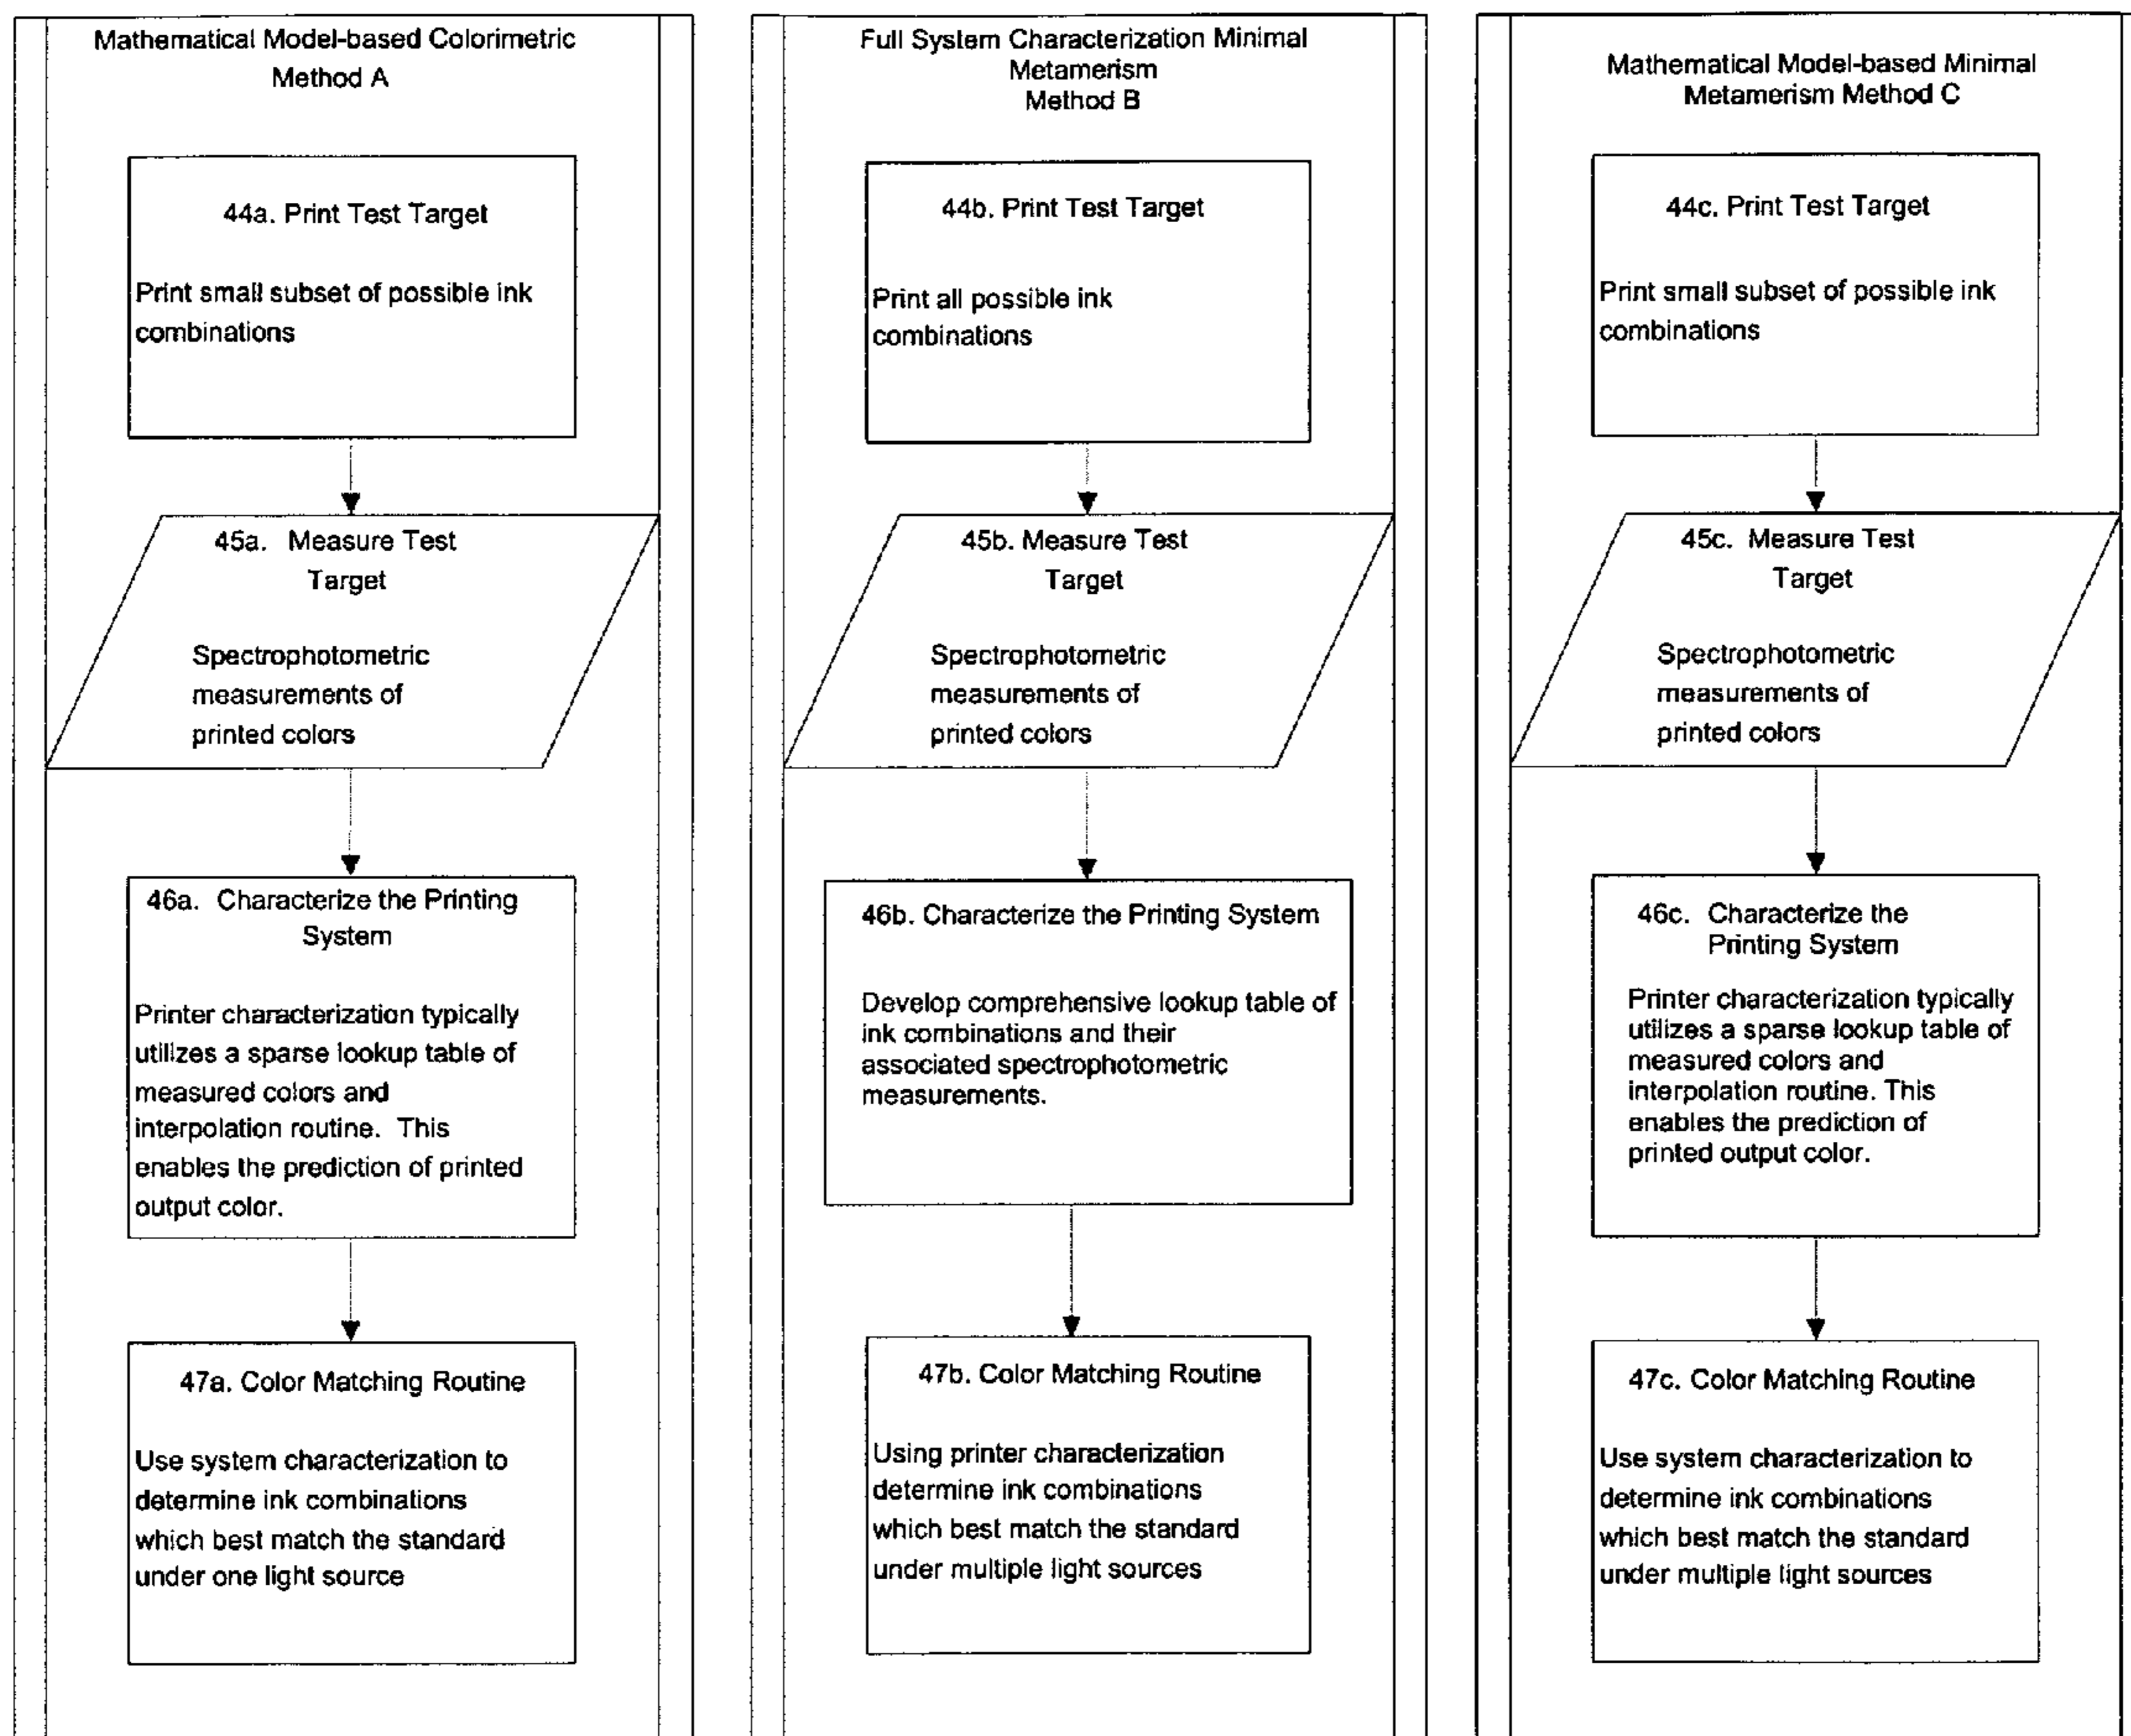 Mathematical Model-based Colorimetric
Method A
44a. Print Test Target
Print small subset of possible ink
combinations
45a. Measure Test
Target
Spectrophotometric
measurements of
printed colors
46a. Characterize the Printing
System
Printer characterization typically
utilizes a sparse lookup table of
measured colors and
interpolation routine. This
enables the prediction of printed
output color.
47a. Color Matching Routine
Use system characterization to
determine ink combinations
which best match the standard
under one light source
Full System Characterization Minimal
Metamerism
Method B
44b. Print Test Target
Print all possible ink
combinations
45b. Measure Test
Target
Spectrophotometric
measurements of
printed colors
46b. Characterize the Printing System
Develop comprehensive lookup table of
ink combinations and their
associated spectrophotometric
measurements.
47b. Color Matching Routine
Using printer characterization
determine ink combinations
which best match the standard
under multiple light sources
Mathematical Model-based Minimal
Metamerism Method C
44c. Print Test Target
Print small subset of possible ink
combinations
45c. Measure Test
Target
Spectrophotometric
measurements of
printed colors
46c. Characterize the
Printing System
Printer characterization typically
utilizes a sparse lookup table of
measured colors and
interpolation routine. This
enables the prediction of
printed output color.
47c. Color Matching Routine
Use system characterization to
determine ink combinations
which best match the standard
under multiple light sources